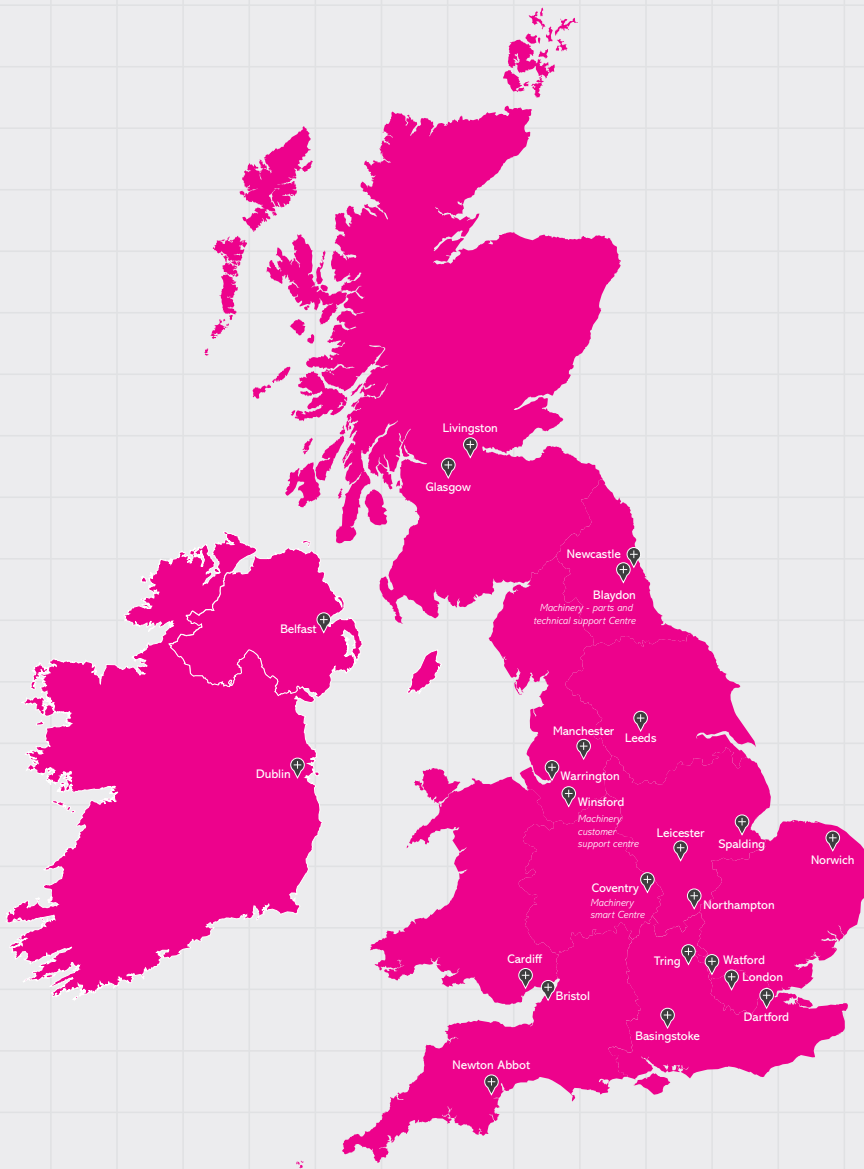 Livingston
Glasgow
Newcastle
Blaydon
Machinery - parts and
technical support Centre
Belfast
Manchester
Leeds
Dublin
Warrington
Winsford
Machinery
customer
support centre
Leicester
Spalding
Norwich
Coventry
Machinery
smart Centre
Northampton
Cardiff
Tring
Watford
London
Bristol
Dartford
Basingstoke
Newton Abbot